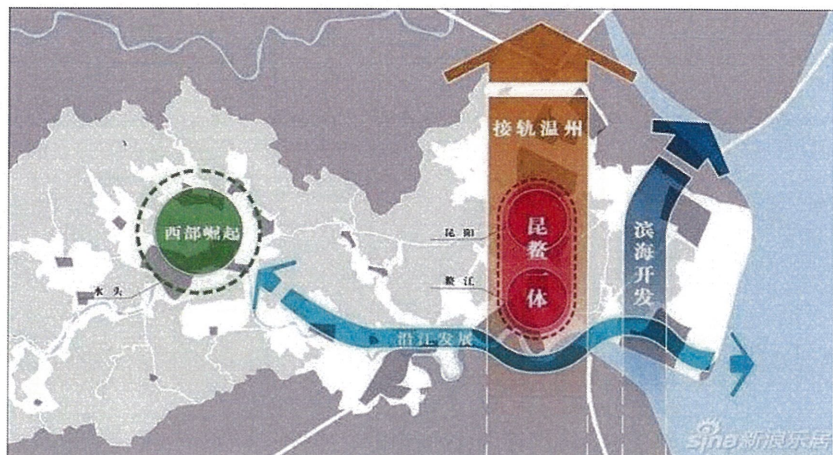 接轨温州
西部崛起
昆阳
昆鳌一体
鳌江
滨海开发
水头
沿江发展
sina新浪乐居